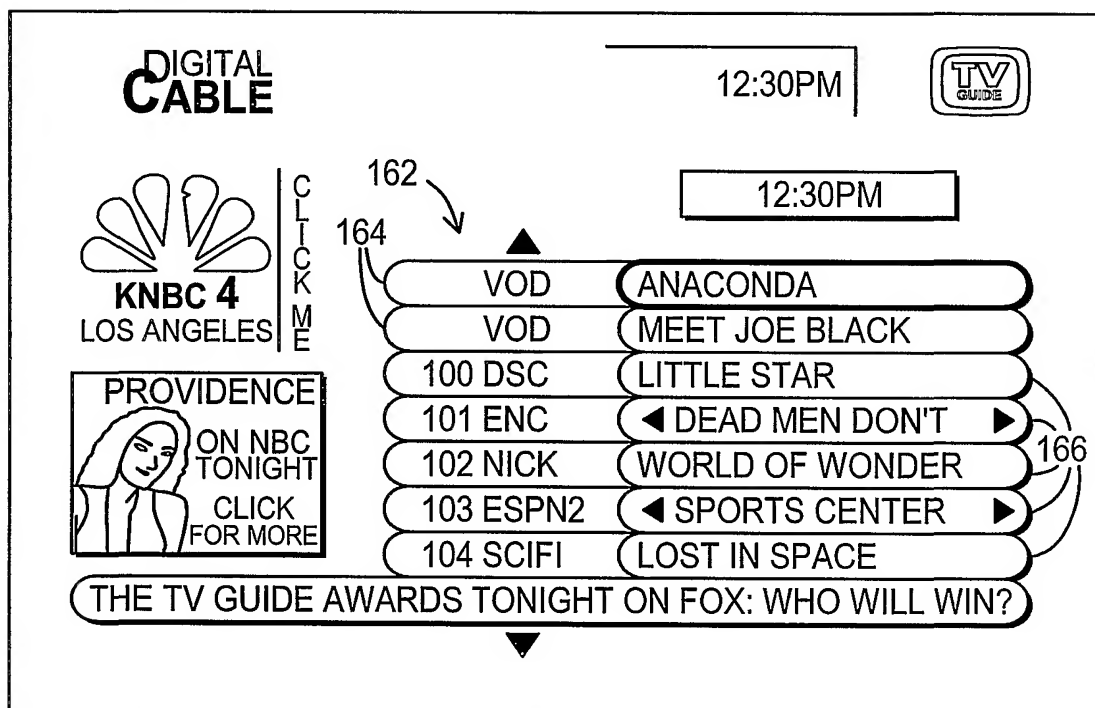 DIGITAL
CABLE
12:30PM
TV
GUIDE
KNBC 4
LOS ANGELES
CLICK ME
162
164
12:30PM
VOD ANACONDA
VOD MEET JOE BLACK
100 DSC LITTLE STAR
101 ENC ◀ DEAD MEN DON'T ▶
102 NICK WORLD OF WONDER
103 ESPN2 ◀ SPORTS CENTER ▶
104 SCIFI LOST IN SPACE
166
PROVIDENCE
ON NBC
TONIGHT
CLICK
FOR MORE
THE TV GUIDE AWARDS TONIGHT ON FOX: WHO WILL WIN?